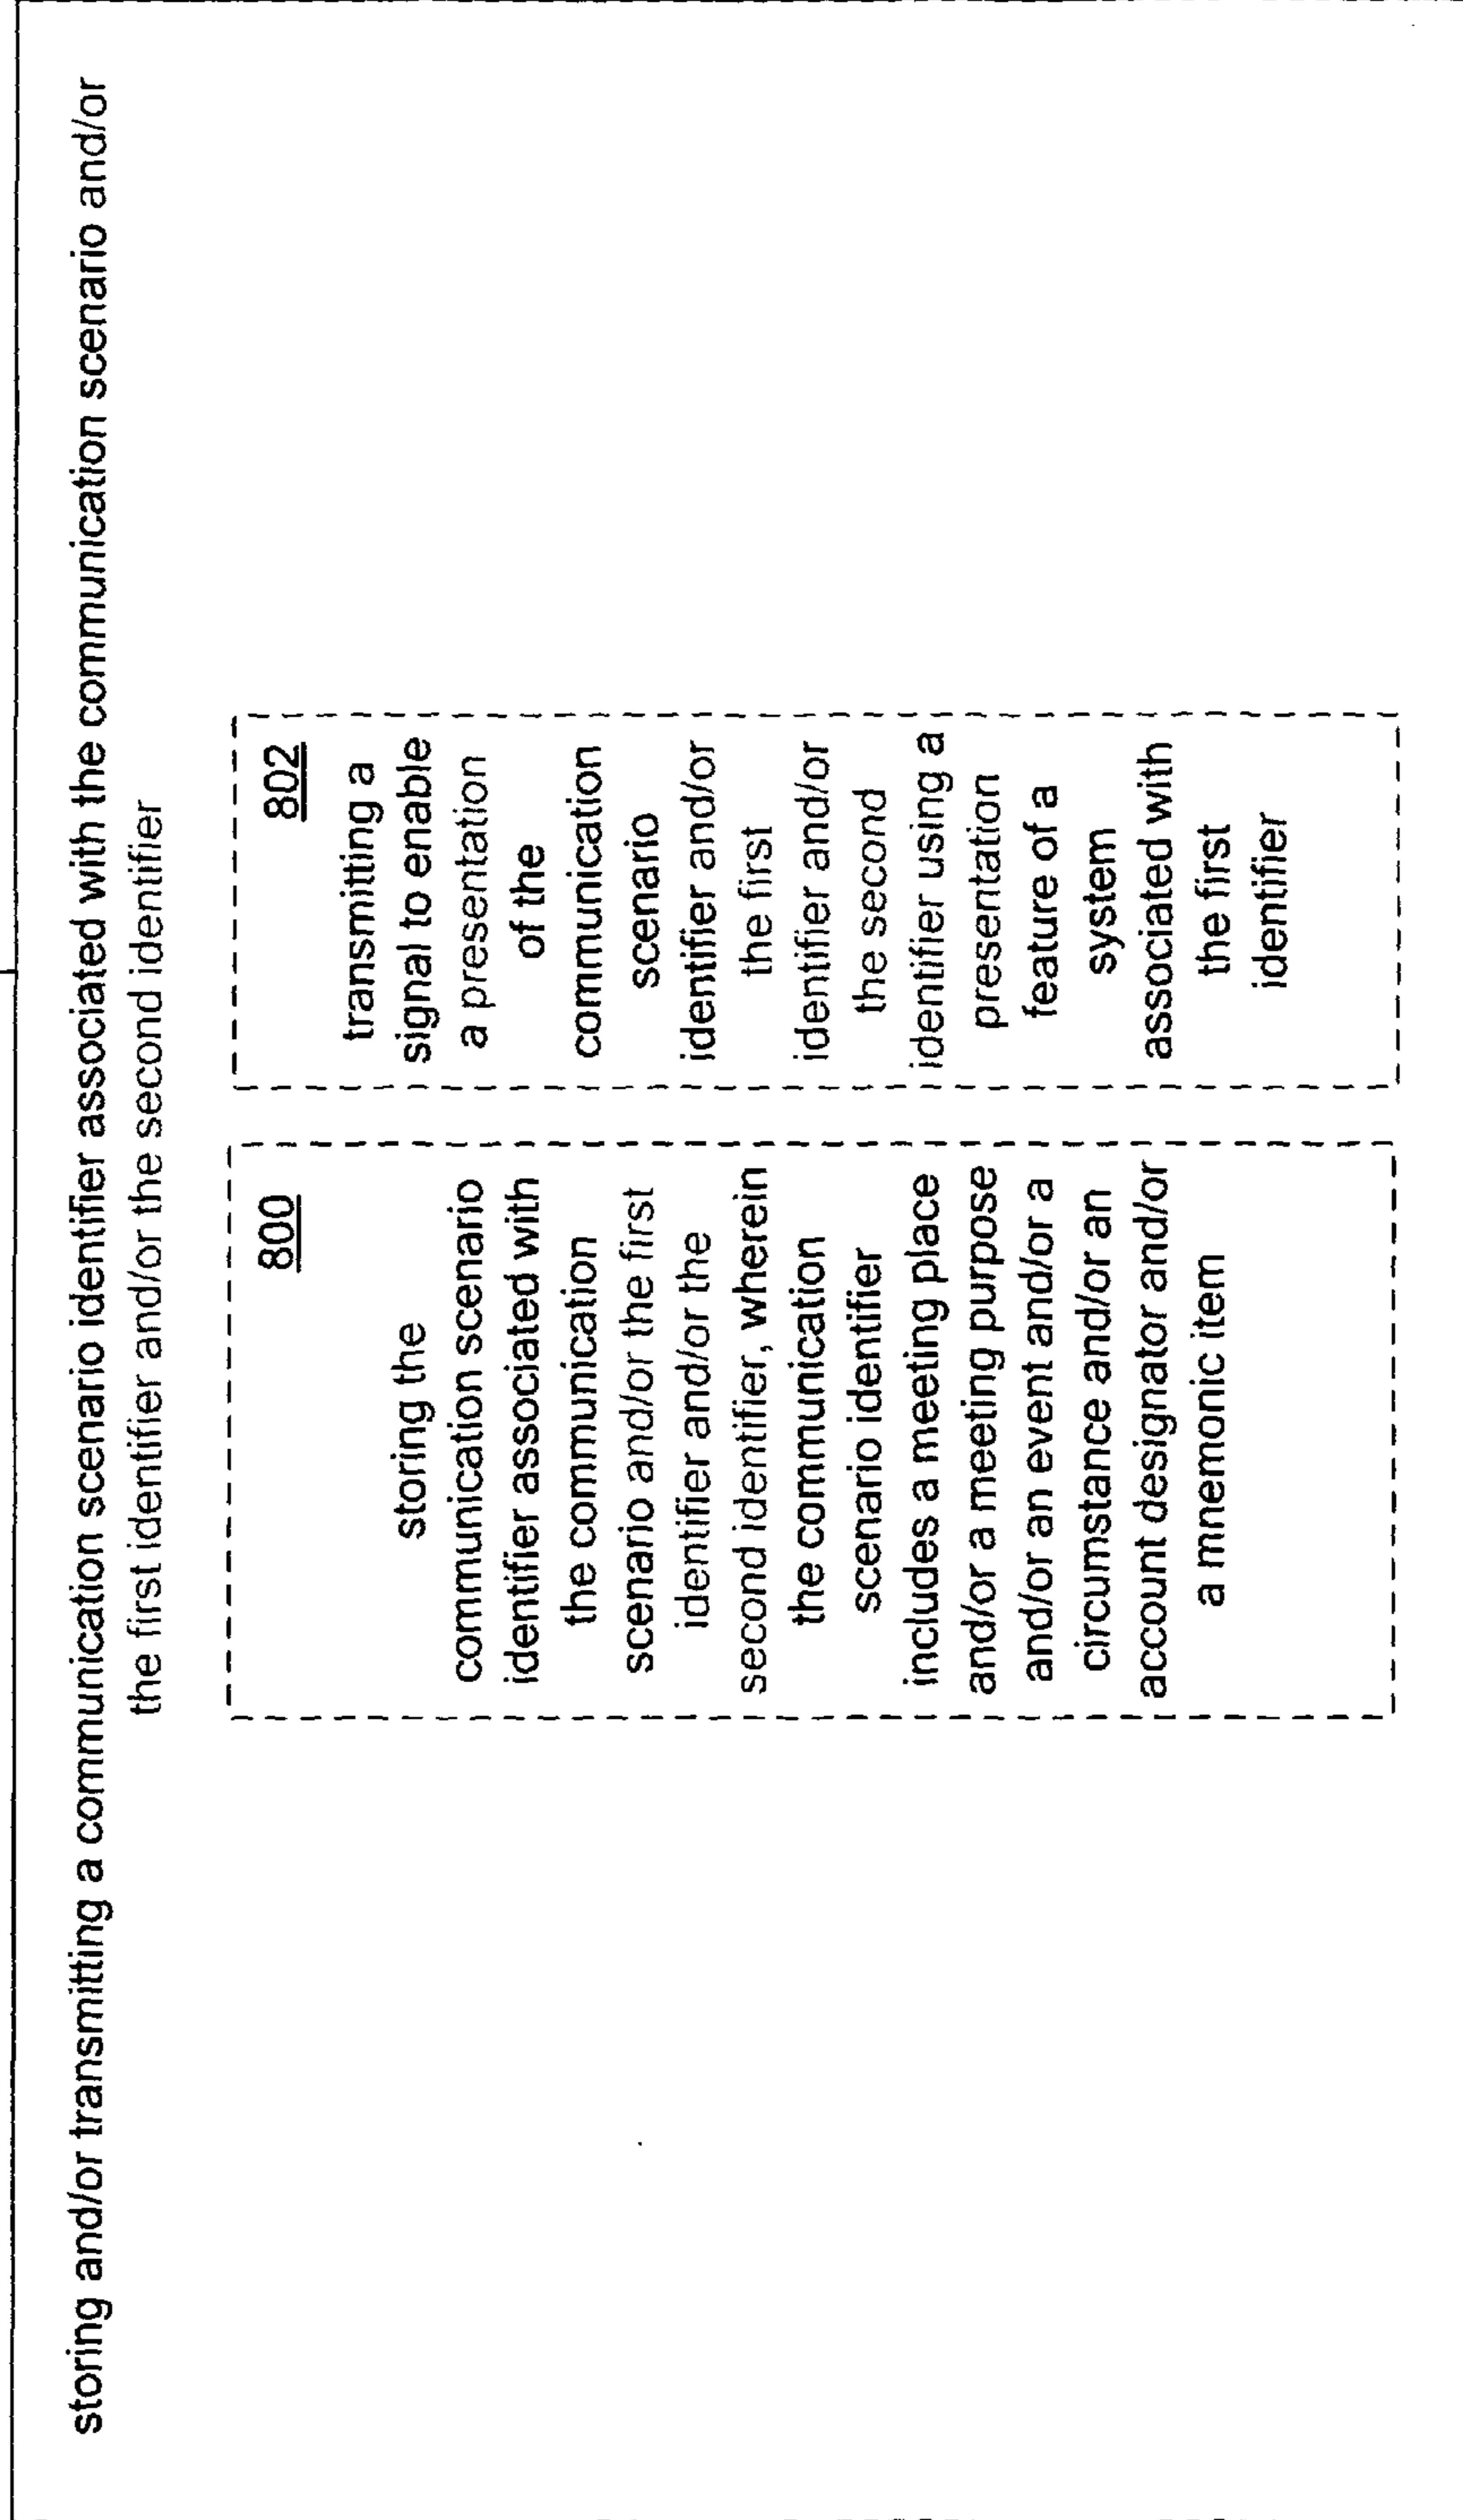 storing and/or transmitting a communication scenario identifier associated with the communication scenario and/or
the first identifier and/or the second identifier
800
storing the
communication scenario
identifier associated with
the communication
scenario and/or the first
identifier and/or the
second identifier, wherein
the communication
scenario identifier
includes a meeting place
and/or a meeting purpose
and/or an event and/or a
circumstance and/or an
account designator and/or
a mnemonic item
802
transmitting a
signal to enable
a presentation
of the
communication
scenario
identifier and/or
the first
identifier and/or
the second
identifier using a
presentation
feature of a
system
associated with
the first
identifier